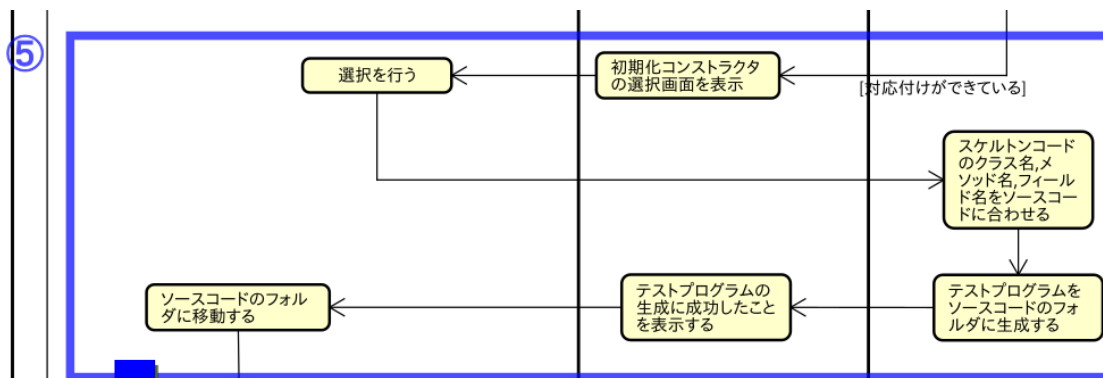 ⑤
選択を行う
初期化コンストラクタ
の選択画面を表示
[対応付けができている]
スケルトンコード
のクラス名,メ
ソッド名,フィール
ド名をソースコー
ドに合わせる
ソースコードのフォル
ダに移動する
テストプログラムの
生成に成功したこと
を表示する
テストプログラムを
ソースコードのフォ
ルダに生成する